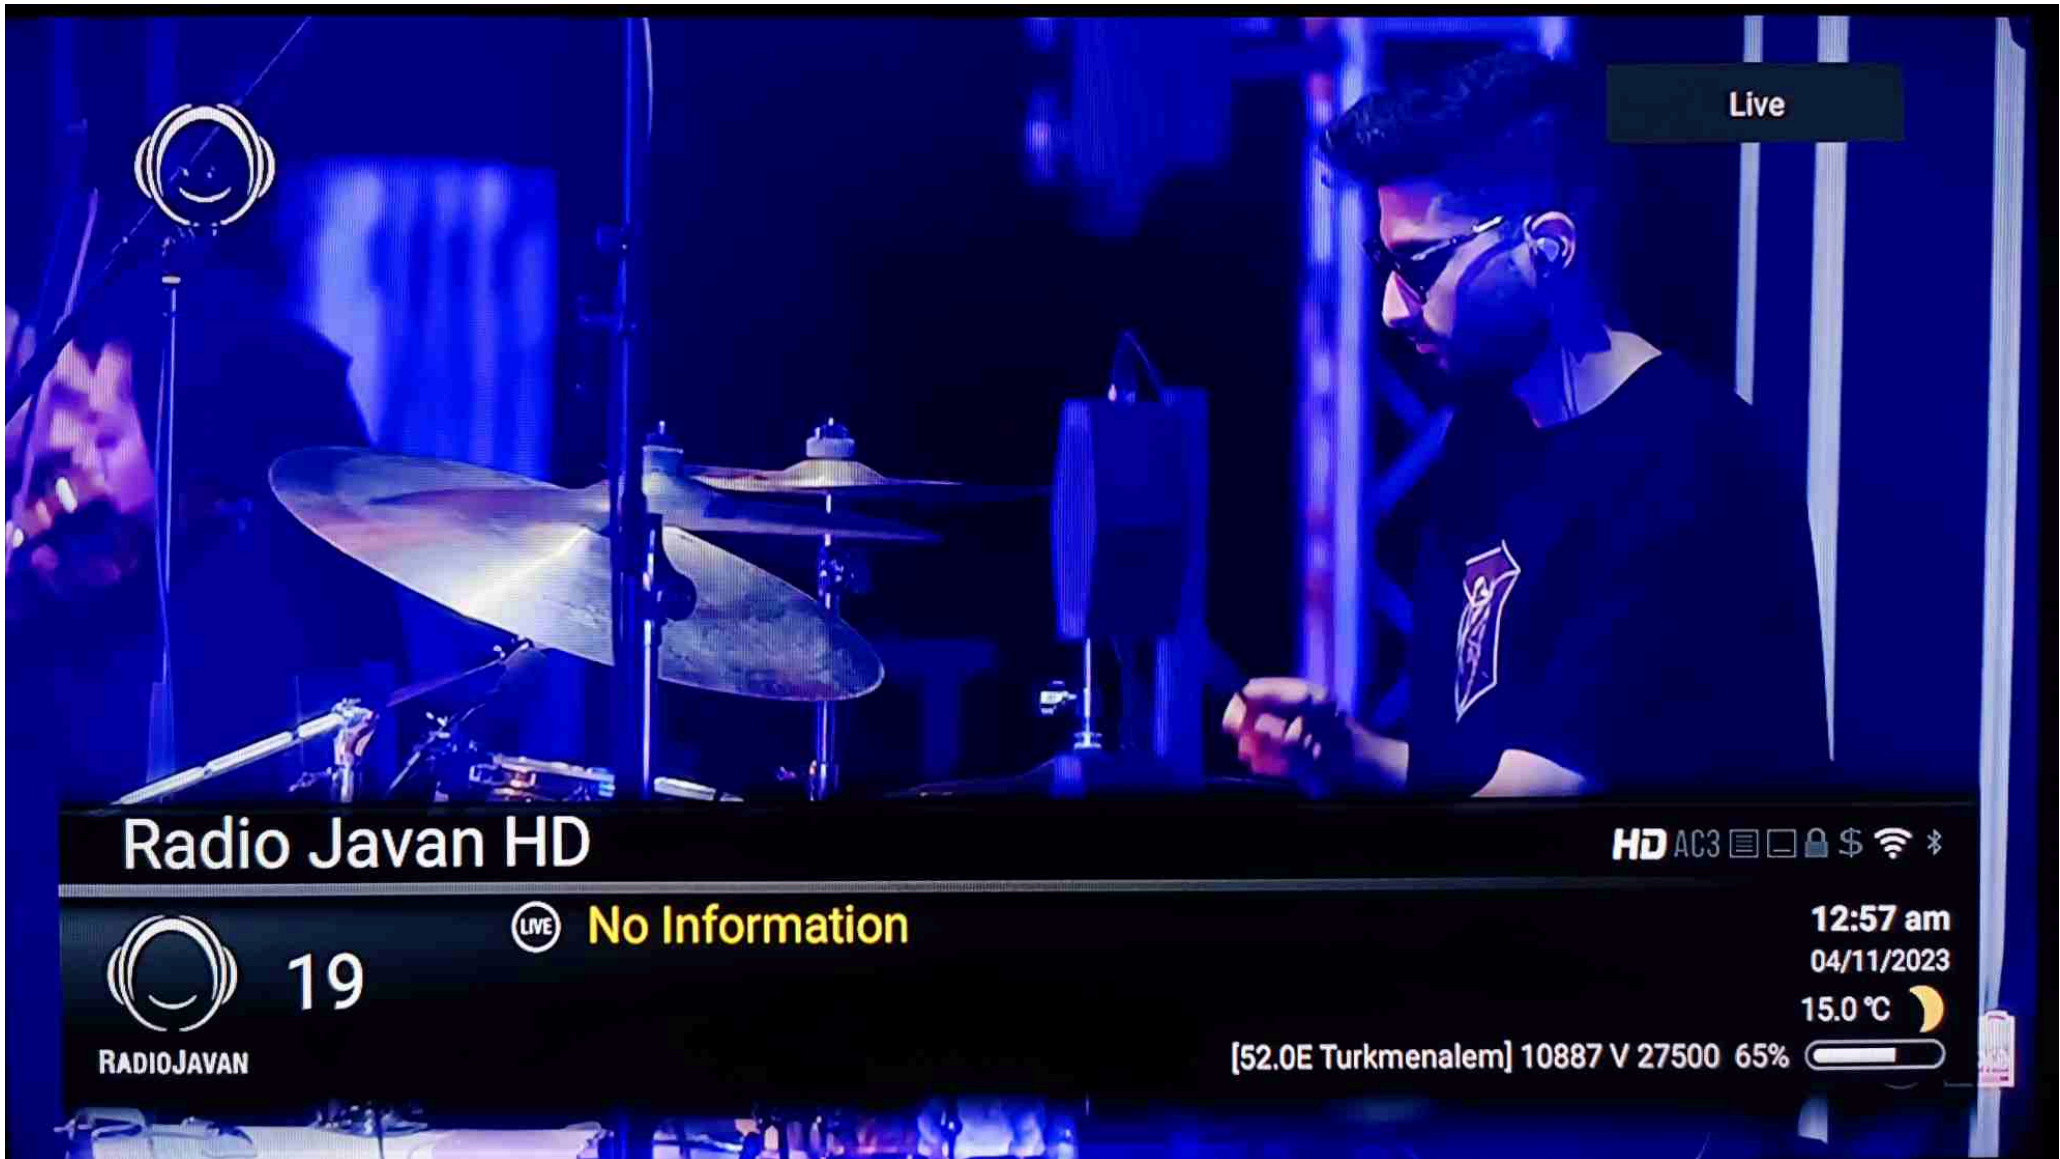 Live
Radio Javan HD
HD AC3 $
LIVE No Information
19
RADIOJAVAN
12:57 am
04/11/2023
15.0 °C
[52.0E Turkmenalem] 10887 V 27500 65%